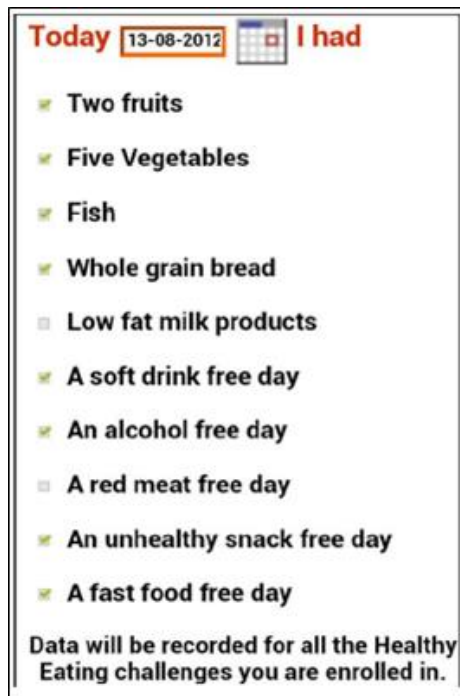 Today 13-08-2012 I had
Two fruits
Five Vegetables
Fish
Whole grain bread
Low fat milk products
A soft drink free day
An alcohol free day
A red meat free day
An unhealthy snack free day
A fast food free day
Data will be recorded for all the Healthy
Eating challenges you are enrolled in.